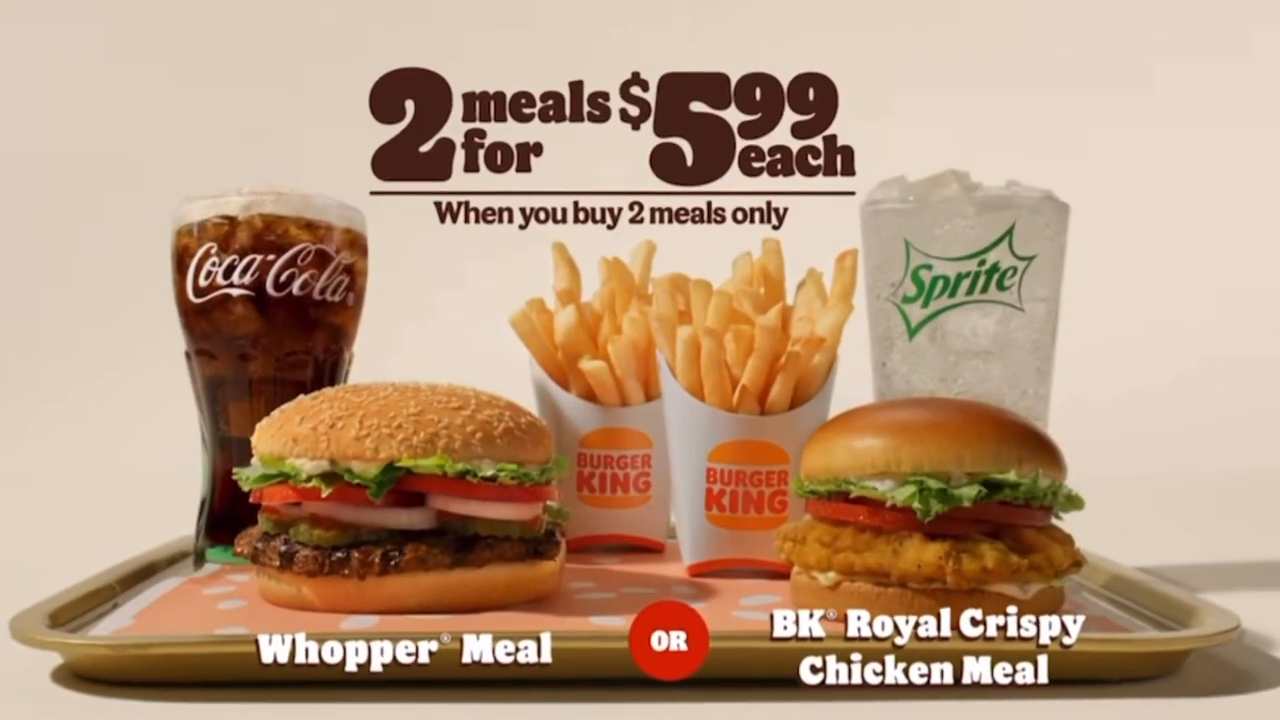 2 meals for $5.99 each
When you buy 2 meals only
Coca-Cola®
Sprite
BURGER
KING
BURGER
KING
Whopper® Meal
OR
BK® Royal Crispy
Chicken Meal